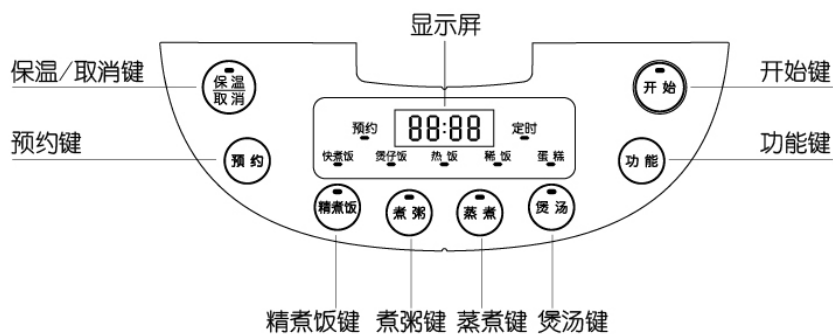 显示屏
保温/取消键
开始键
保温
取消
开始
预约 88:88 定时
预约键
功能键
快煮饭 煲仔饭 热饭 稀饭 蛋糕
预约
功能
精煮饭 煮粥 蒸煮 煲汤
精煮饭键 煮粥键 蒸煮键 煲汤键